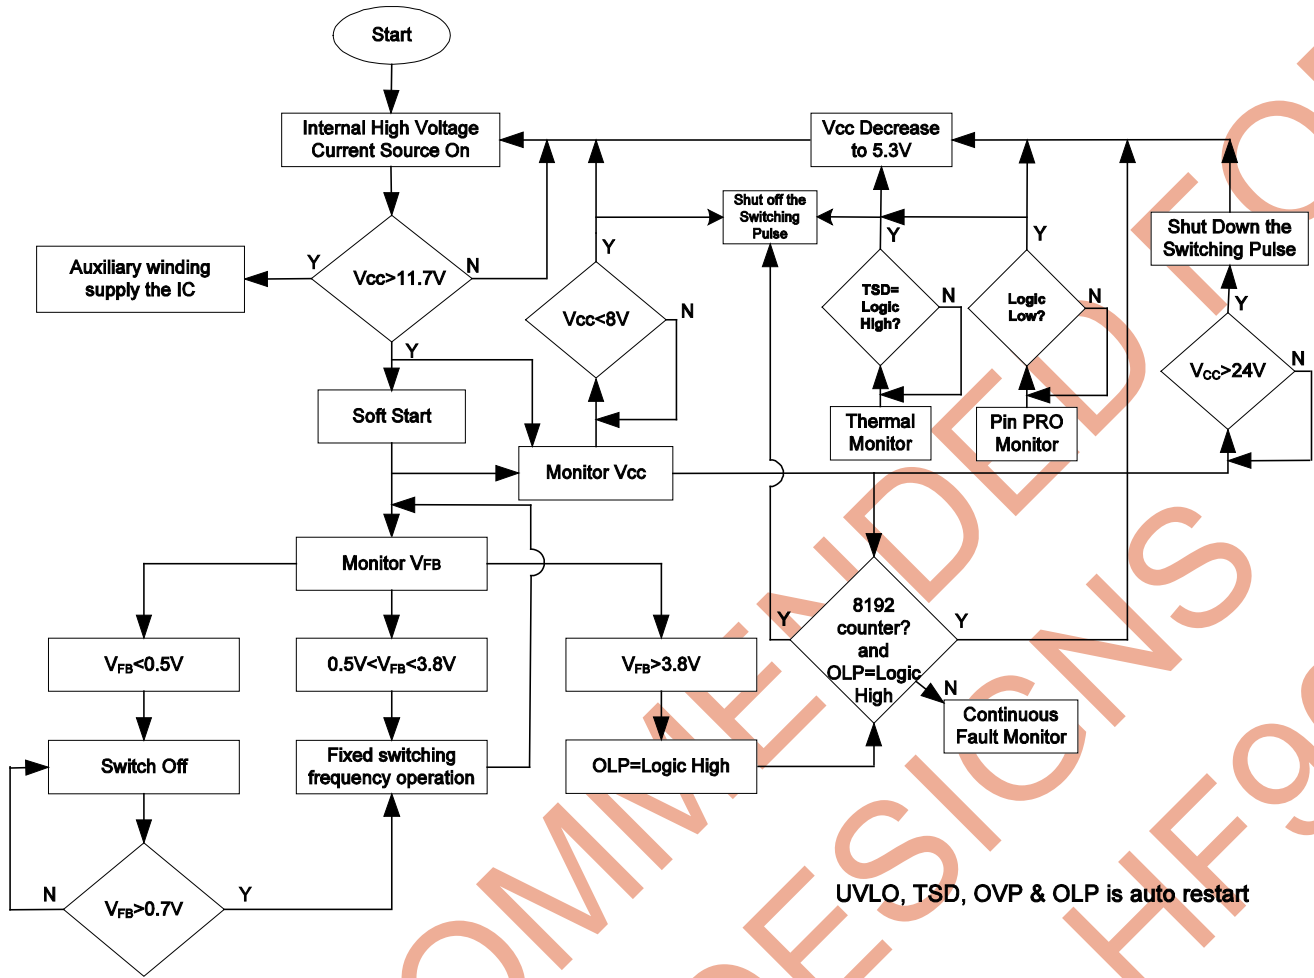 Start
Internal High Voltage
Current Source On
Vcc Decrease
to 5.3V
Shut off the
Switching
Pulse
Shut Down the
Switching Pulse
Auxiliary winding
supply the IC
Y
Vcc>11.7V
N
Y
Y
Vcc<8V
N
Y
TSD=
Logic
High?
N
Y
Logic
Low?
N
Y
VCC>24V
N
Soft Start
Thermal
Monitor
Pin PRO
Monitor
Monitor Vcc
Monitor VFB
VFB<0.5V
0.5V<VFB<3.8V
VFB>3.8V
Y
8192
counter?
and
OLP=Logic
High
Y
N
Continuous
Fault Monitor
Switch Off
Fixed switching
frequency operation
OLP=Logic High
N
VFB>0.7V
Y
UVLO, TSD, OVP & OLP is auto restart